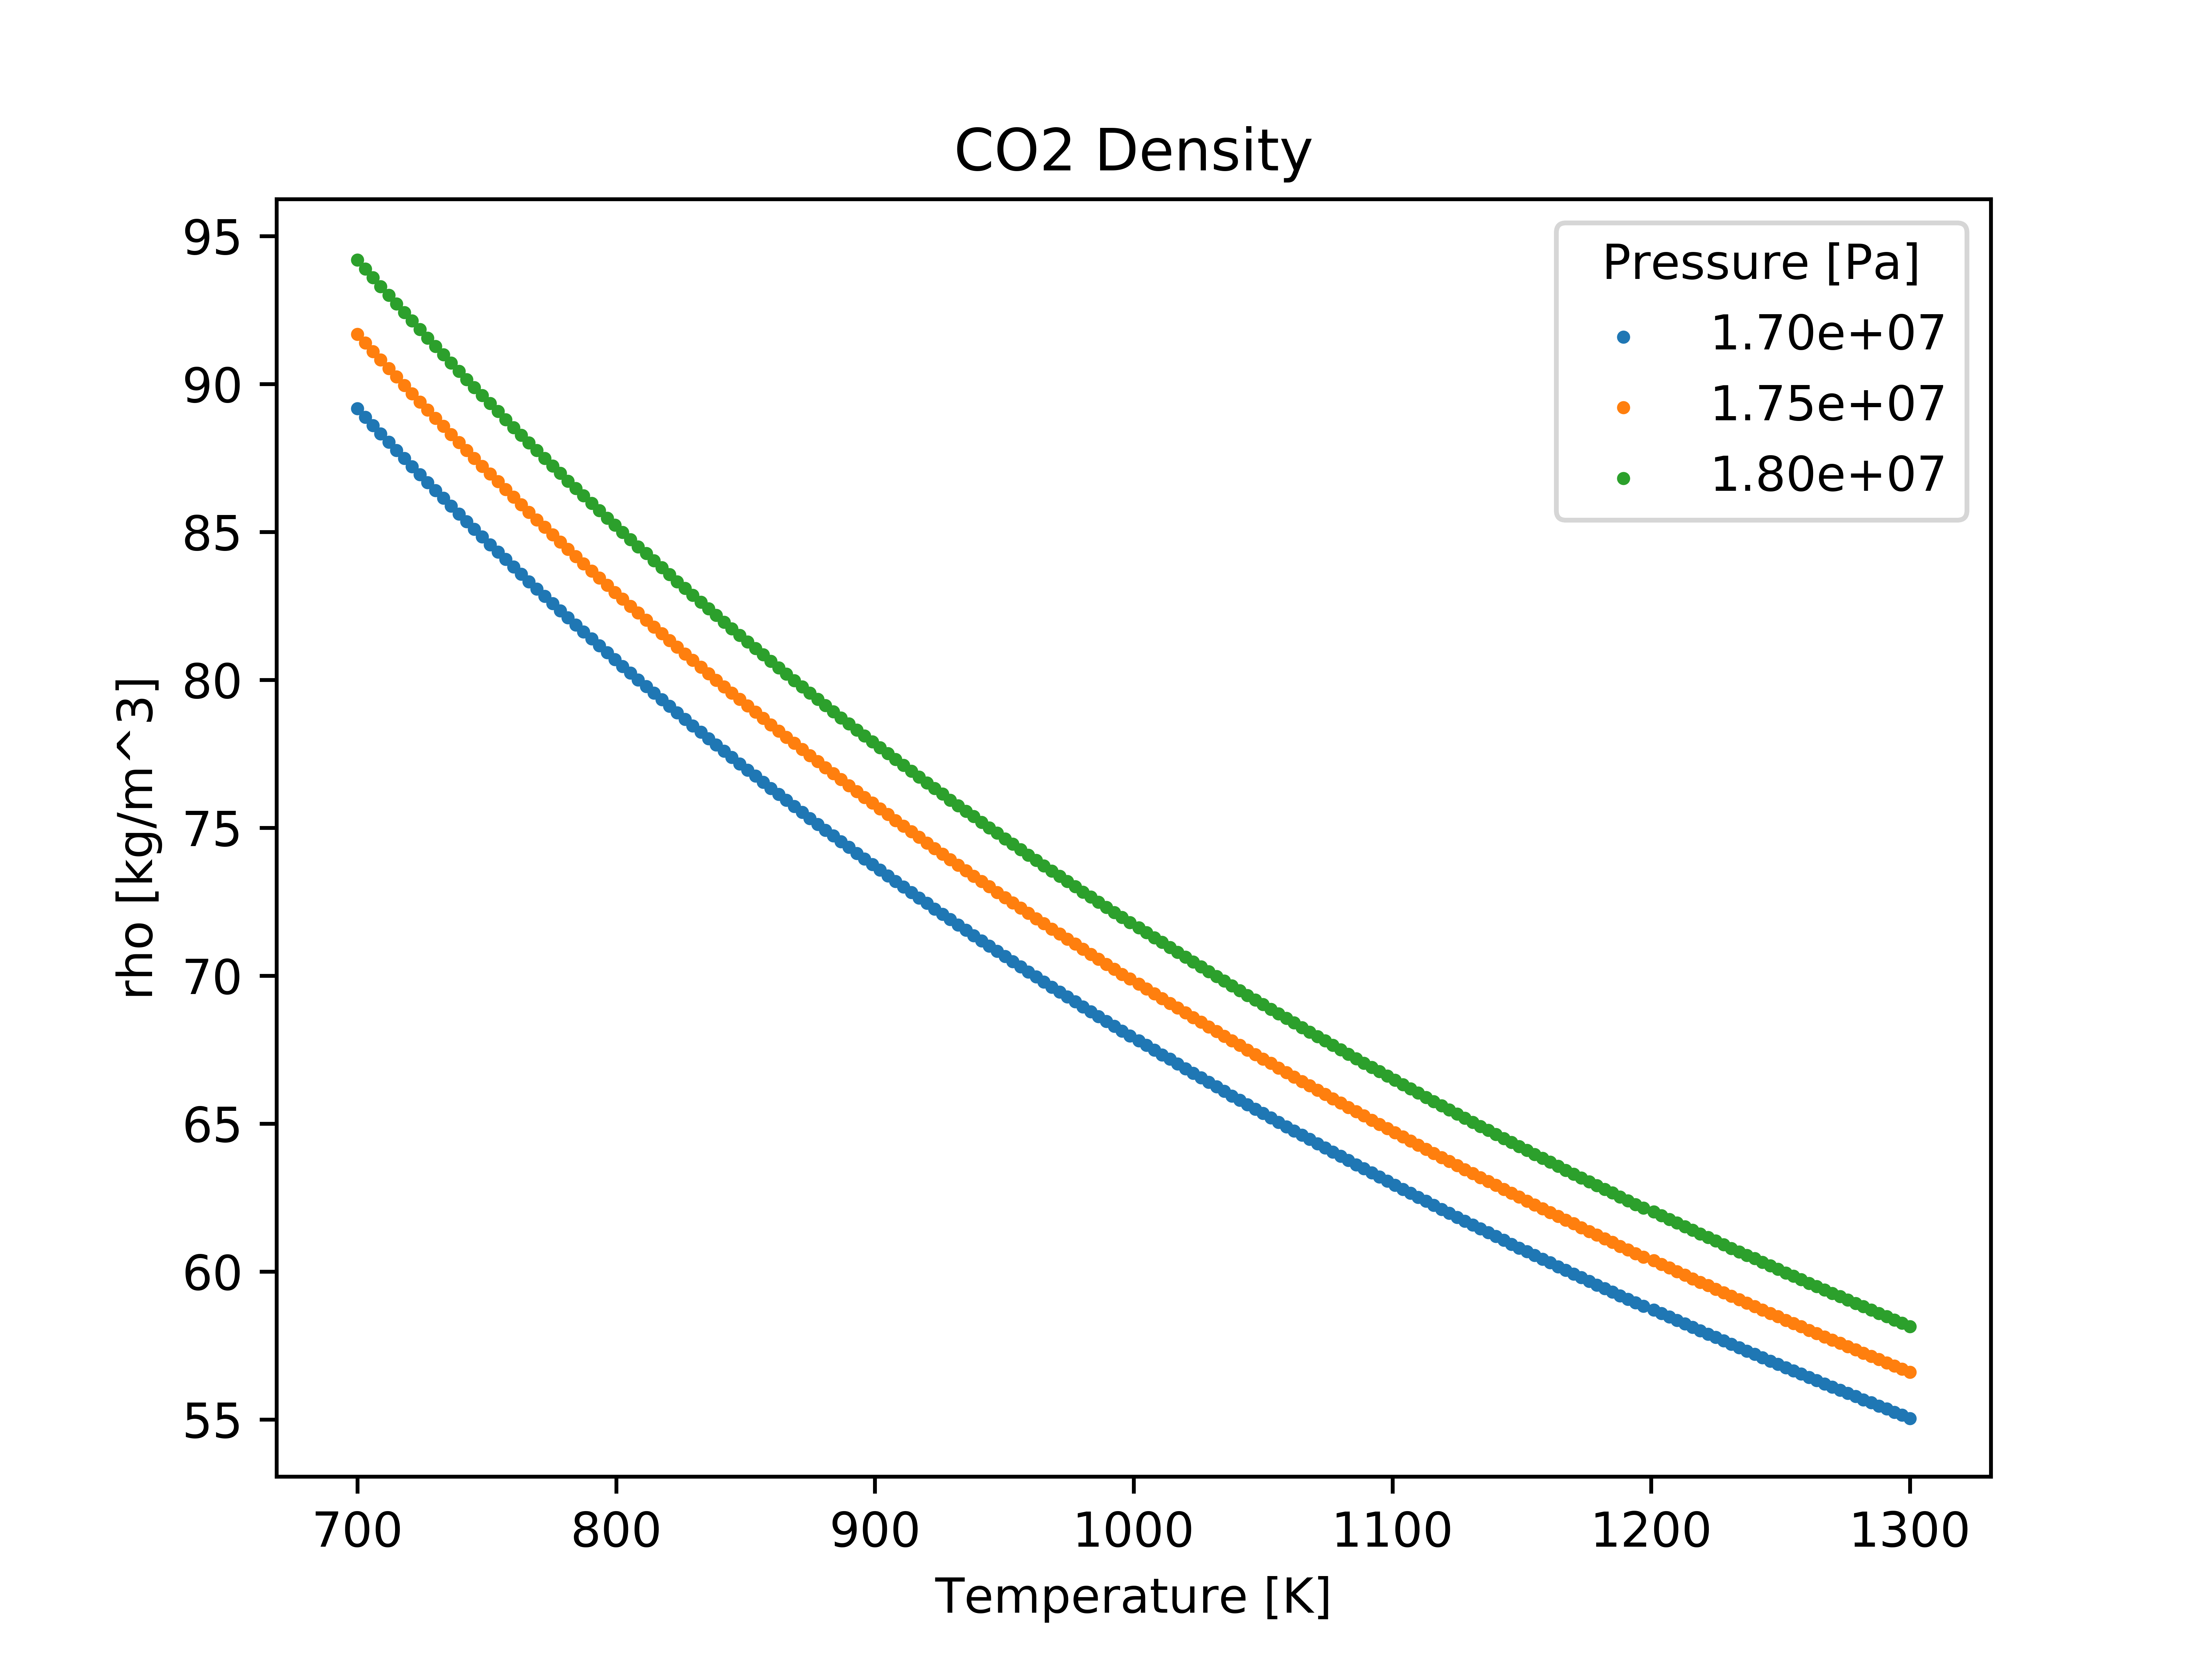 CO2 Density
Pressure [Pa]
1.70e+07
1.75e+07
1.80e+07
rho [kg/m^3]
95
90
85
80
75
70
65
60
55
700 800 900 1000 1100 1200 1300
Temperature [K]